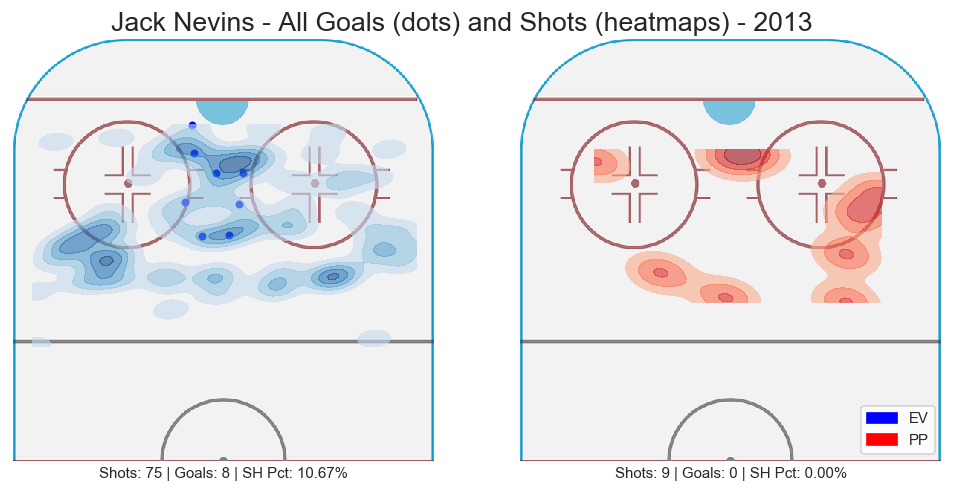 Jack Nevins - All Goals (dots) and Shots (heatmaps) - 2013
EV
PP
Shots: 75 | Goals: 8 | SH Pct: 10.67%
Shots: 9 | Goals: 0 | SH Pct: 0.00%